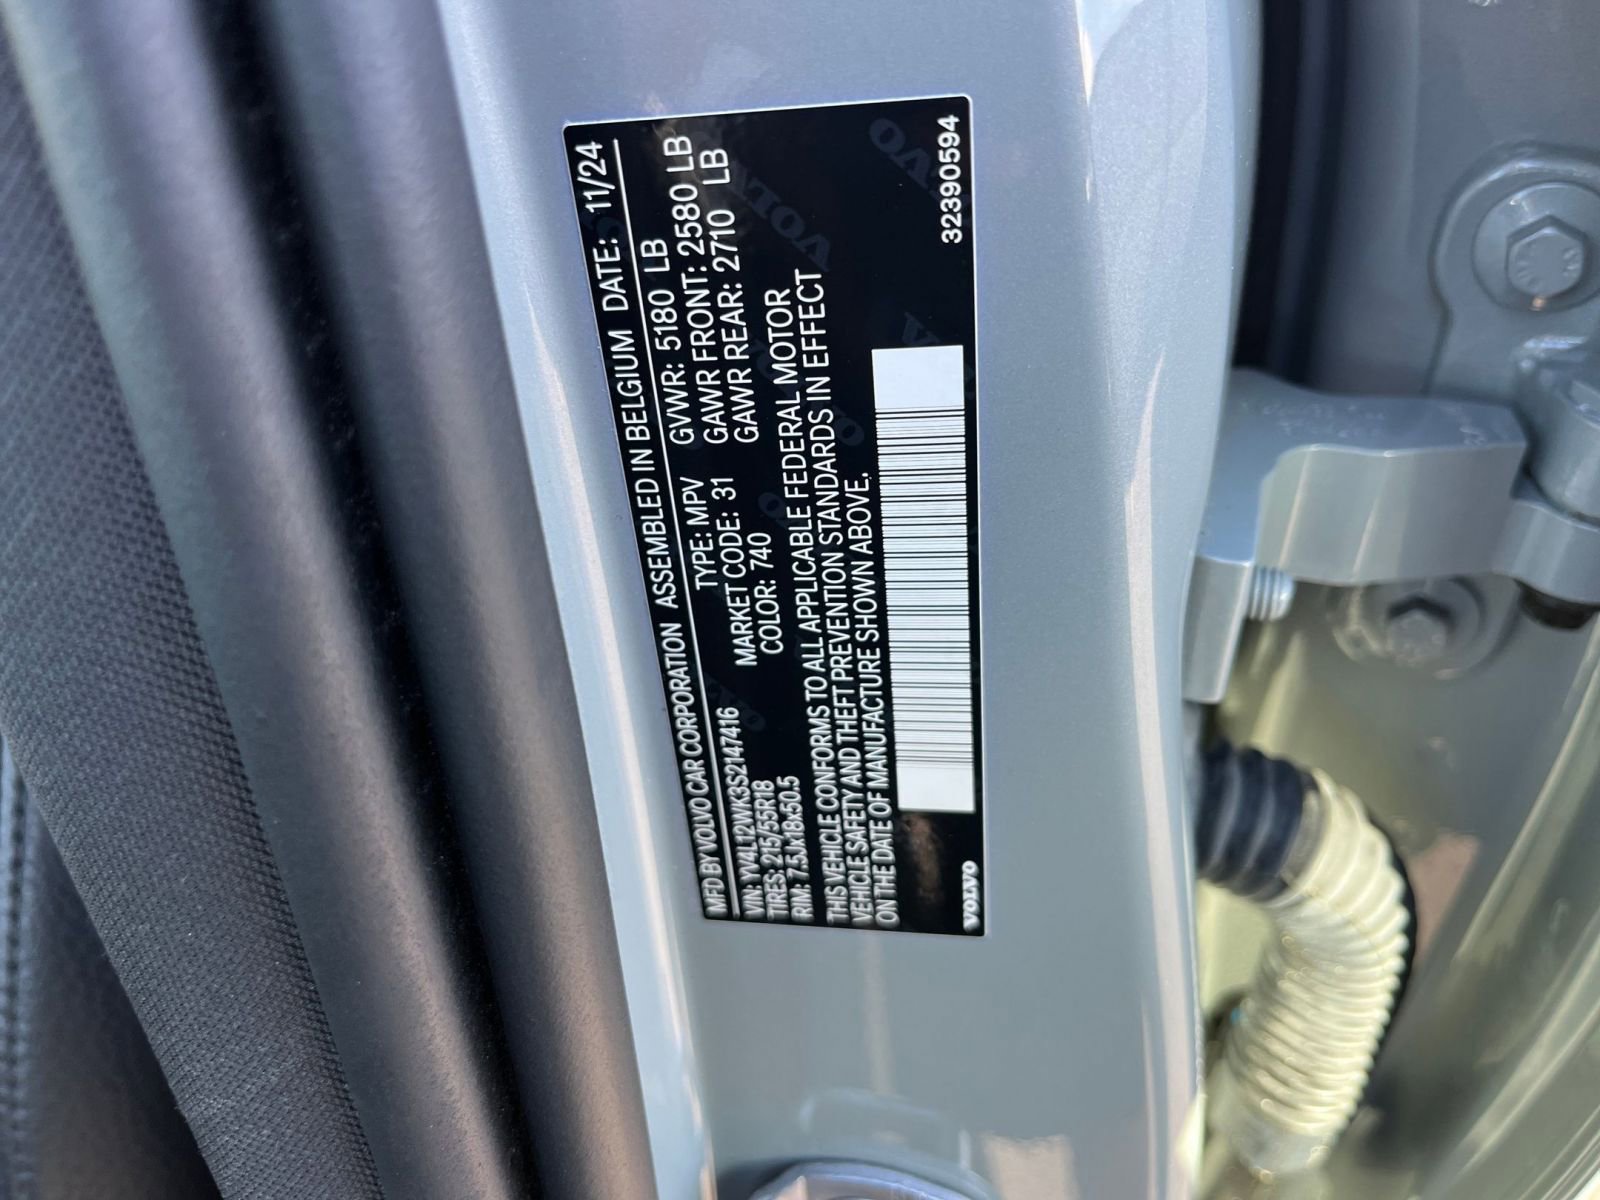 MFD BY VOLVO CAR CORPORATION ASSEMBLED IN BELGIUM DATE: 11/24
VIN: YV4L12WK3S2147416 TYPE: MPV GVWR: 5180 LB
TIRES: 215/55R18 MARKET CODE: 31 GAWR FRONT: 2580 LB
RIM: 7.5Jx18x50.5 COLOR: 740 GAWR REAR: 2710 LB
THIS VEHICLE CONFORMS TO ALL APPLICABLE FEDERAL MOTOR
VEHICLE SAFETY AND THEFT PREVENTION STANDARDS IN EFFECT
ON THE DATE OF MANUFACTURE SHOWN ABOVE.
VOLVO 32390594